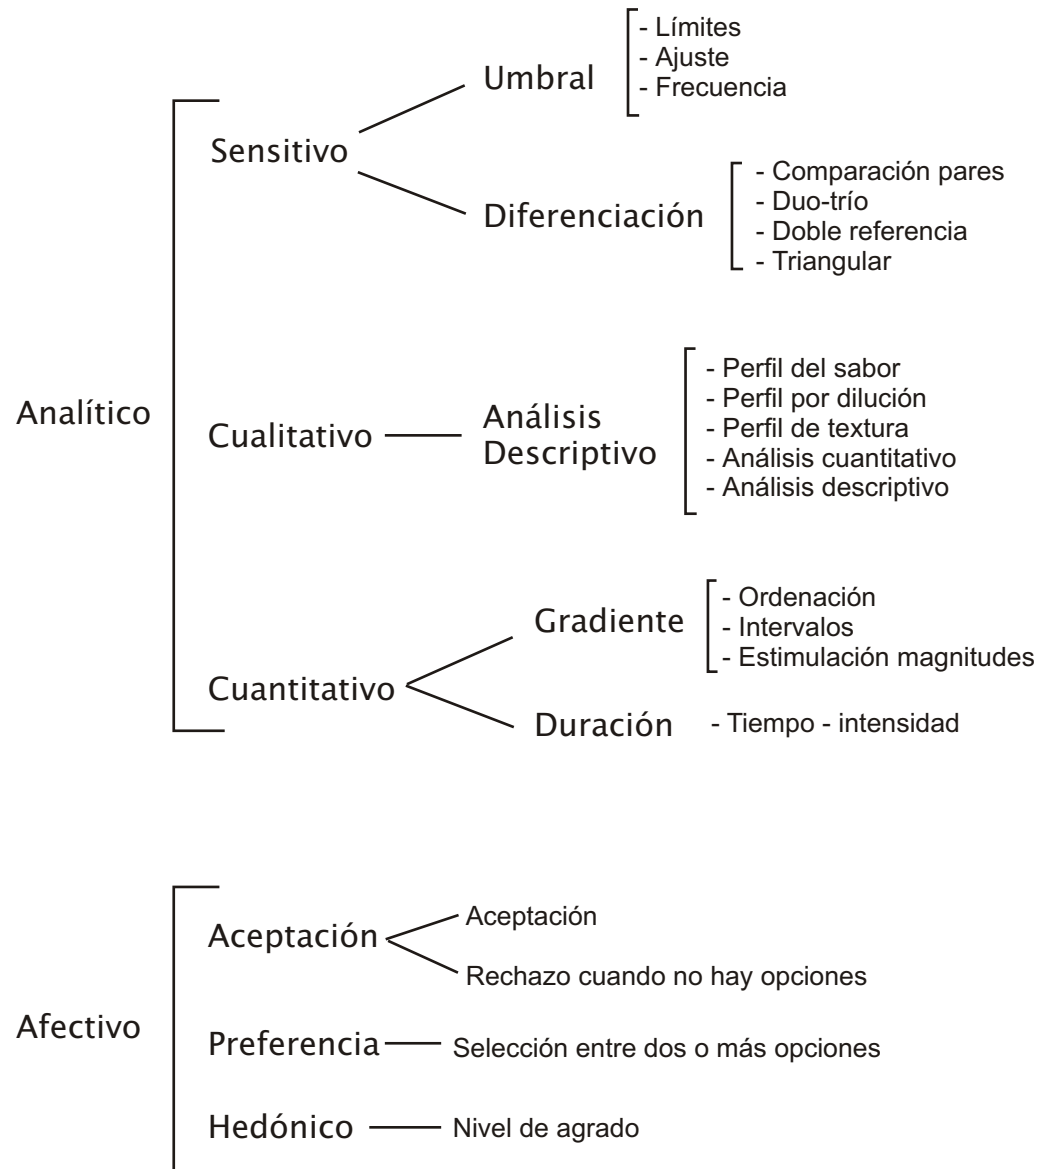 Analítico
Sensitivo
Umbral
- Límites
- Ajuste
- Frecuencia
Diferenciación
- Comparación pares
- Duo-trío
- Doble referencia
- Triangular
Cualitativo
Análisis
Descriptivo
- Perfil del sabor
- Perfil por dilución
- Perfil de textura
- Análisis cuantitativo
- Análisis descriptivo
Cuantitativo
Gradiente
- Ordenación
- Intervalos
- Estimulación magnitudes
Duración
- Tiempo - intensidad
Afectivo
Aceptación
Aceptación
Rechazo cuando no hay opciones
Preferencia
Selección entre dos o más opciones
Hedónico
Nivel de agrado